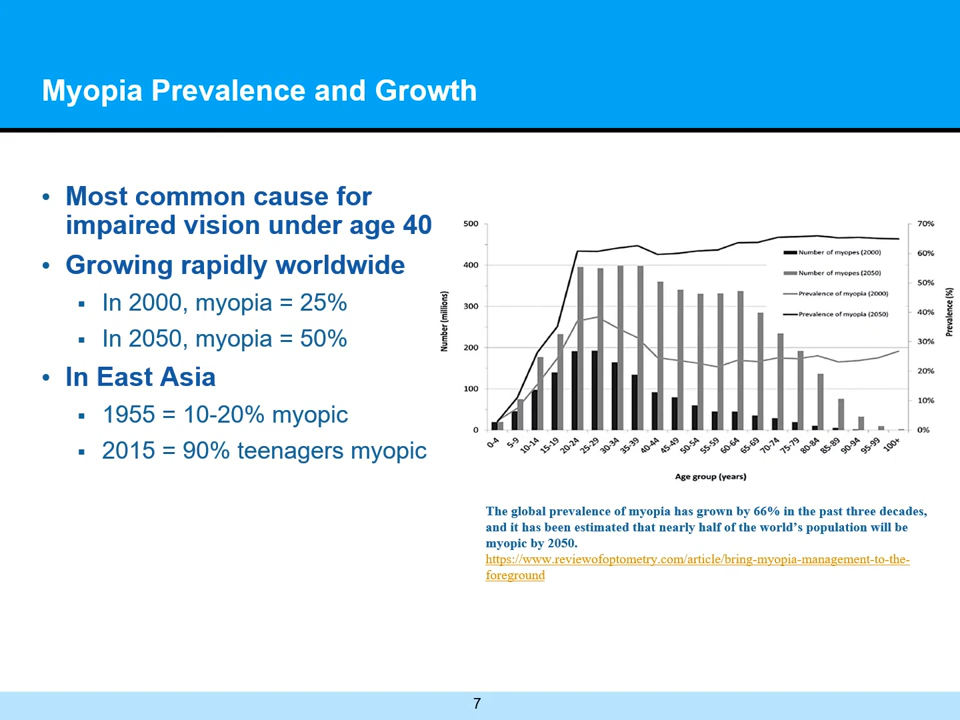 Myopia Prevalence and Growth
• Most common cause for
impaired vision under age 40
• Growing rapidly worldwide
▪ In 2000, myopia = 25%
▪ In 2050, myopia = 50%
• In East Asia
▪ 1955 = 10-20% myopic
▪ 2015 = 90% teenagers myopic
500
400
300
200
100
0
Number (millions)
70%
60%
50%
40%
30%
20%
10%
0%
Prevalence (%)
Number of myopes (2000)
Number of myopes (2050)
Prevalence of myopia (2000)
Prevalence of myopia (2050)
0-4
5-9
10-14
15-19
20-24
25-29
30-34
35-39
40-44
45-49
50-54
55-59
60-64
65-69
70-74
75-79
80-84
85-89
90-94
95-99
100+
Age group (years)
The global prevalence of myopia has grown by 66% in the past three decades,
and it has been estimated that nearly half of the world’s population will be
myopic by 2050.
https://www.reviewofoptometry.com/article/bring-myopia-management-to-the-
foreground
7